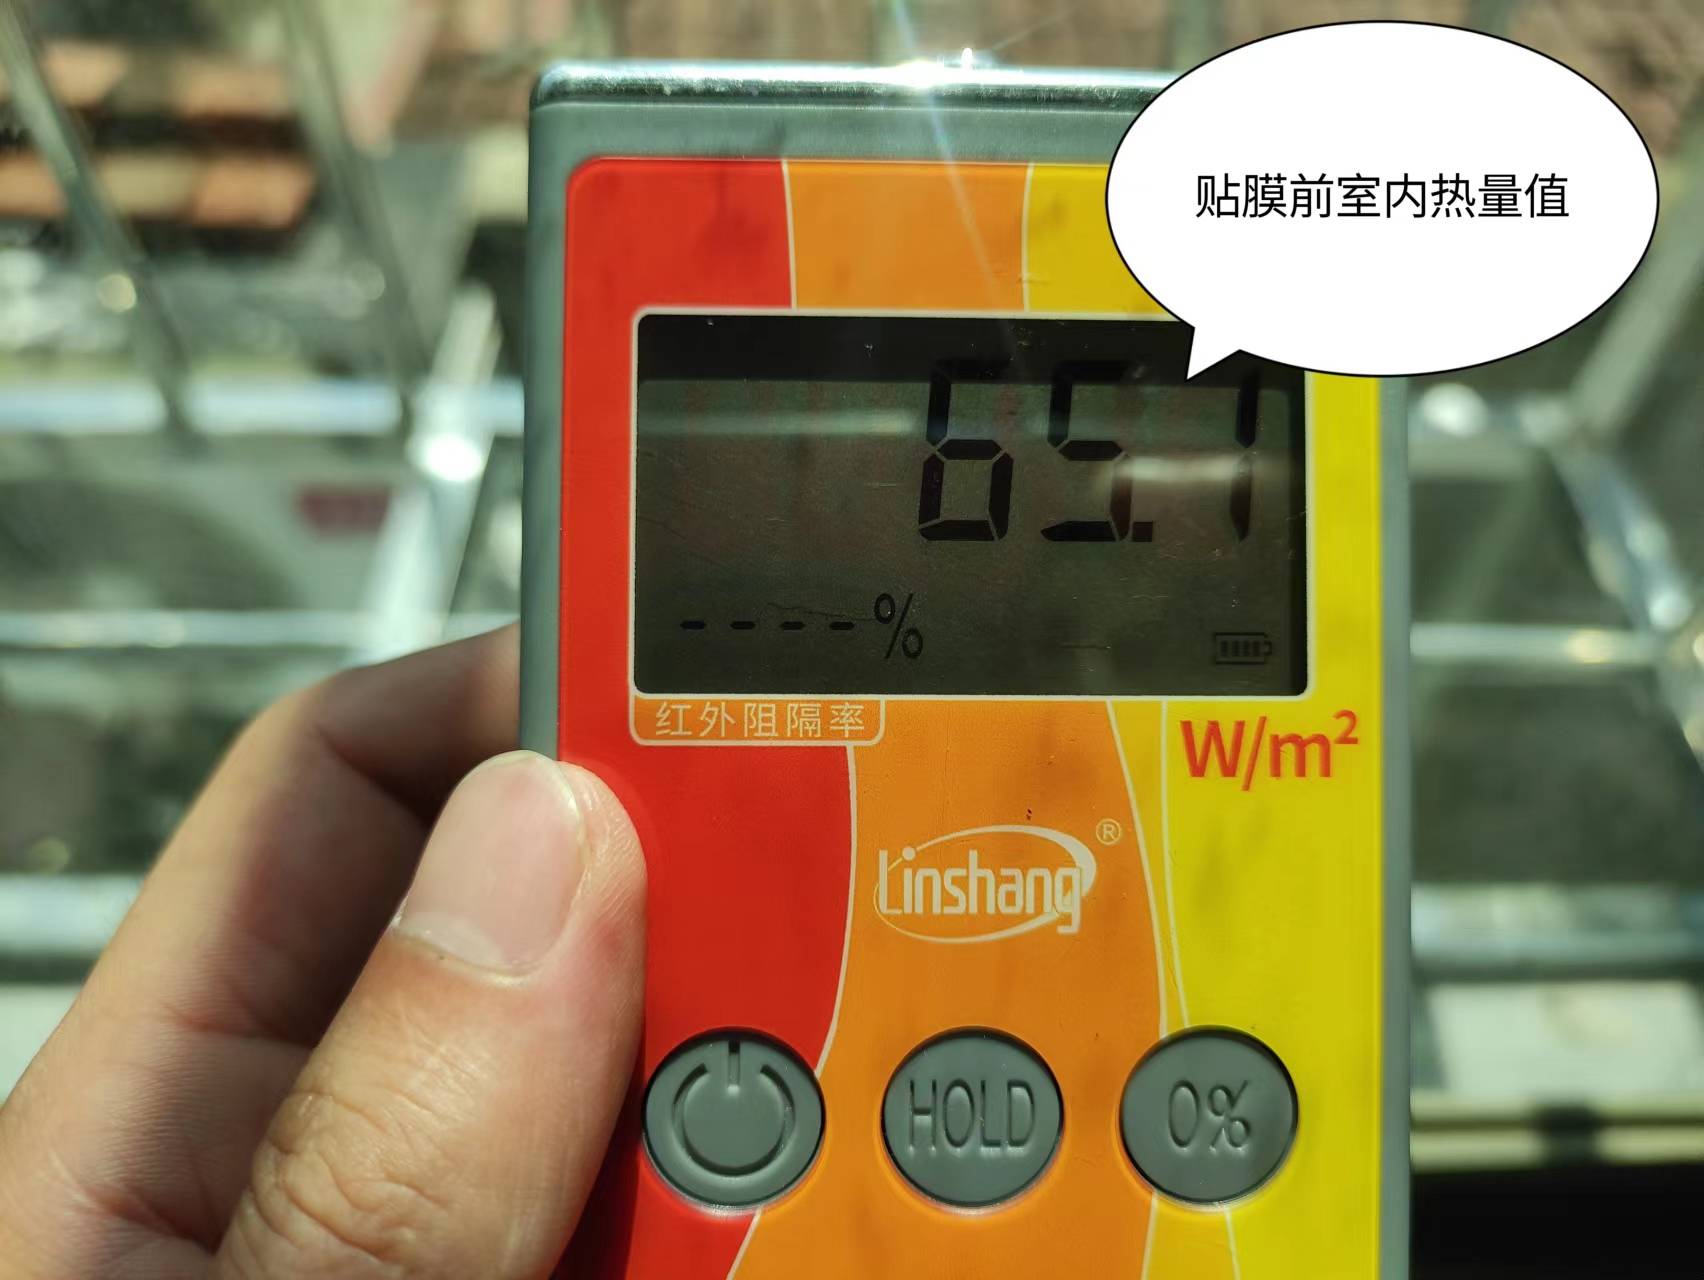 贴膜前室内热量值
65.1
----%
红外阻隔率
W/m²
Linshang®
HOLD
0%